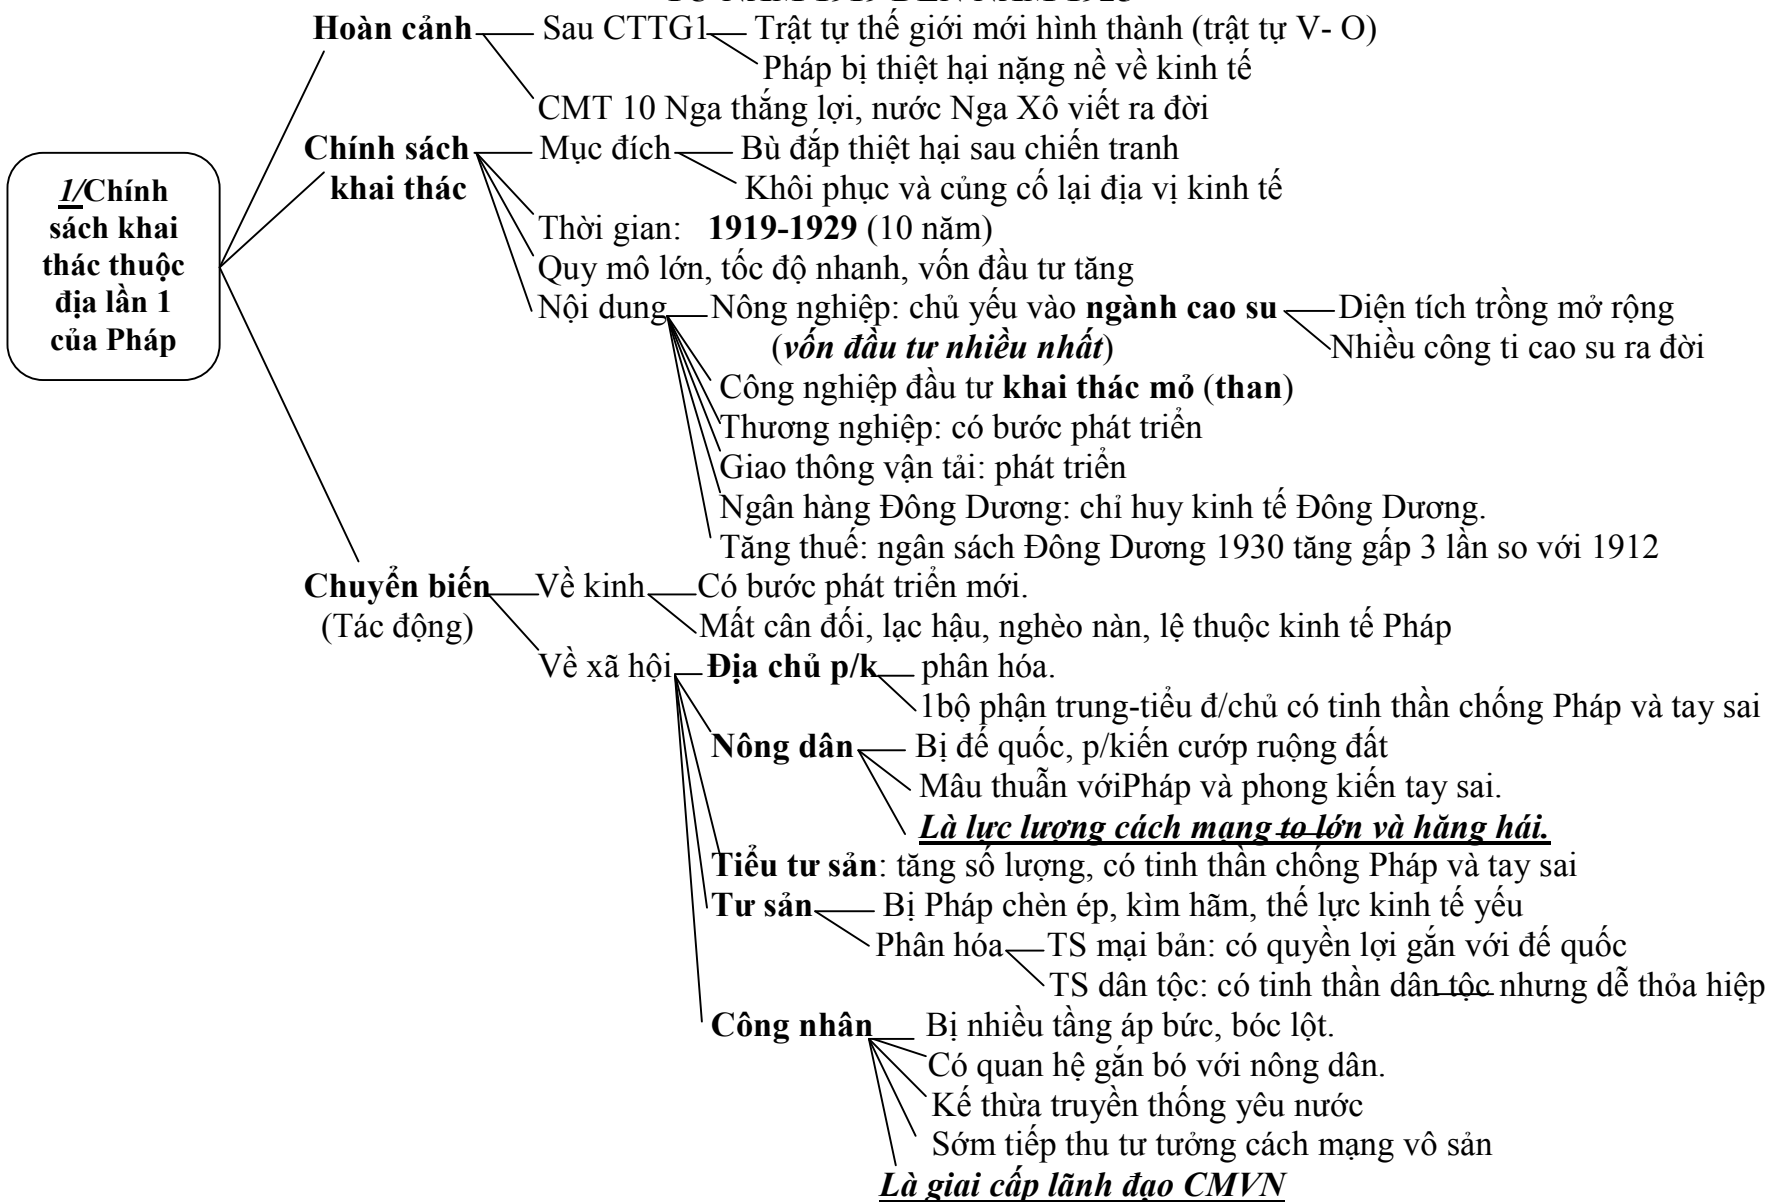 Hoàn cảnh Sau CTTG1 Trật tự thế giới mới hình thành (trật tự V- O)
Pháp bị thiệt hại nặng nề về kinh tế
CMT 10 Nga thắng lợi, nước Nga Xô viết ra đời
1/Chính
sách khai
thác thuộc
địa lần 1
của Pháp
Chính sách Mục đích Bù đắp thiệt hại sau chiến tranh
khai thác Khôi phục và củng cố lại địa vị kinh tế
Thời gian: 1919-1929 (10 năm)
Quy mô lớn, tốc độ nhanh, vốn đầu tư tăng
Nội dung Nông nghiệp: chủ yếu vào ngành cao su Diện tích trồng mở rộng
(vốn đầu tư nhiều nhất) Nhiều công ti cao su ra đời
Công nghiệp đầu tư khai thác mỏ (than)
Thương nghiệp: có bước phát triển
Giao thông vận tải: phát triển
Ngân hàng Đông Dương: chỉ huy kinh tế Đông Dương.
Tăng thuế: ngân sách Đông Dương 1930 tăng gấp 3 lần so với 1912
Chuyển biến Về kinh Có bước phát triển mới.
(Tác động) Mất cân đối, lạc hậu, nghèo nàn, lệ thuộc kinh tế Pháp
Về xã hội Địa chủ p/k phân hóa.
1bộ phận trung-tiểu đ/chủ có tinh thần chống Pháp và tay sai
Nông dân Bị đế quốc, p/kiến cướp ruộng đất
Mâu thuẫn vớiPháp và phong kiến tay sai.
Là lực lượng cách mạng to lớn và hăng hái.
Tiểu tư sản: tăng số lượng, có tinh thần chống Pháp và tay sai
Tư sản Bị Pháp chèn ép, kìm hãm, thế lực kinh tế yếu
Phân hóa TS mại bản: có quyền lợi gắn với đế quốc
TS dân tộc: có tinh thần dân tộc nhưng dễ thỏa hiệp
Công nhân Bị nhiều tầng áp bức, bóc lột.
Có quan hệ gắn bó với nông dân.
Kế thừa truyền thống yêu nước
Sớm tiếp thu tư tưởng cách mạng vô sản
Là giai cấp lãnh đạo CMVN